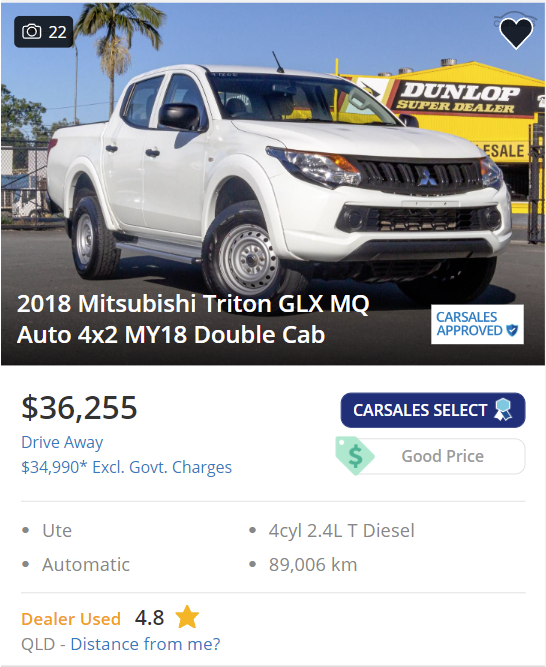 22
DUNLOP
SUPER DEALER
LESALE
2018 Mitsubishi Triton GLX MQ
Auto 4x2 MY18 Double Cab
CARSALES
APPROVED
$36,255
CARSALES SELECT
Drive Away
$34,990* Excl. Govt. Charges
$ Good Price
Ute
4cyl 2.4L T Diesel
Automatic
89,006 km
Dealer Used 4.8
QLD - Distance from me?